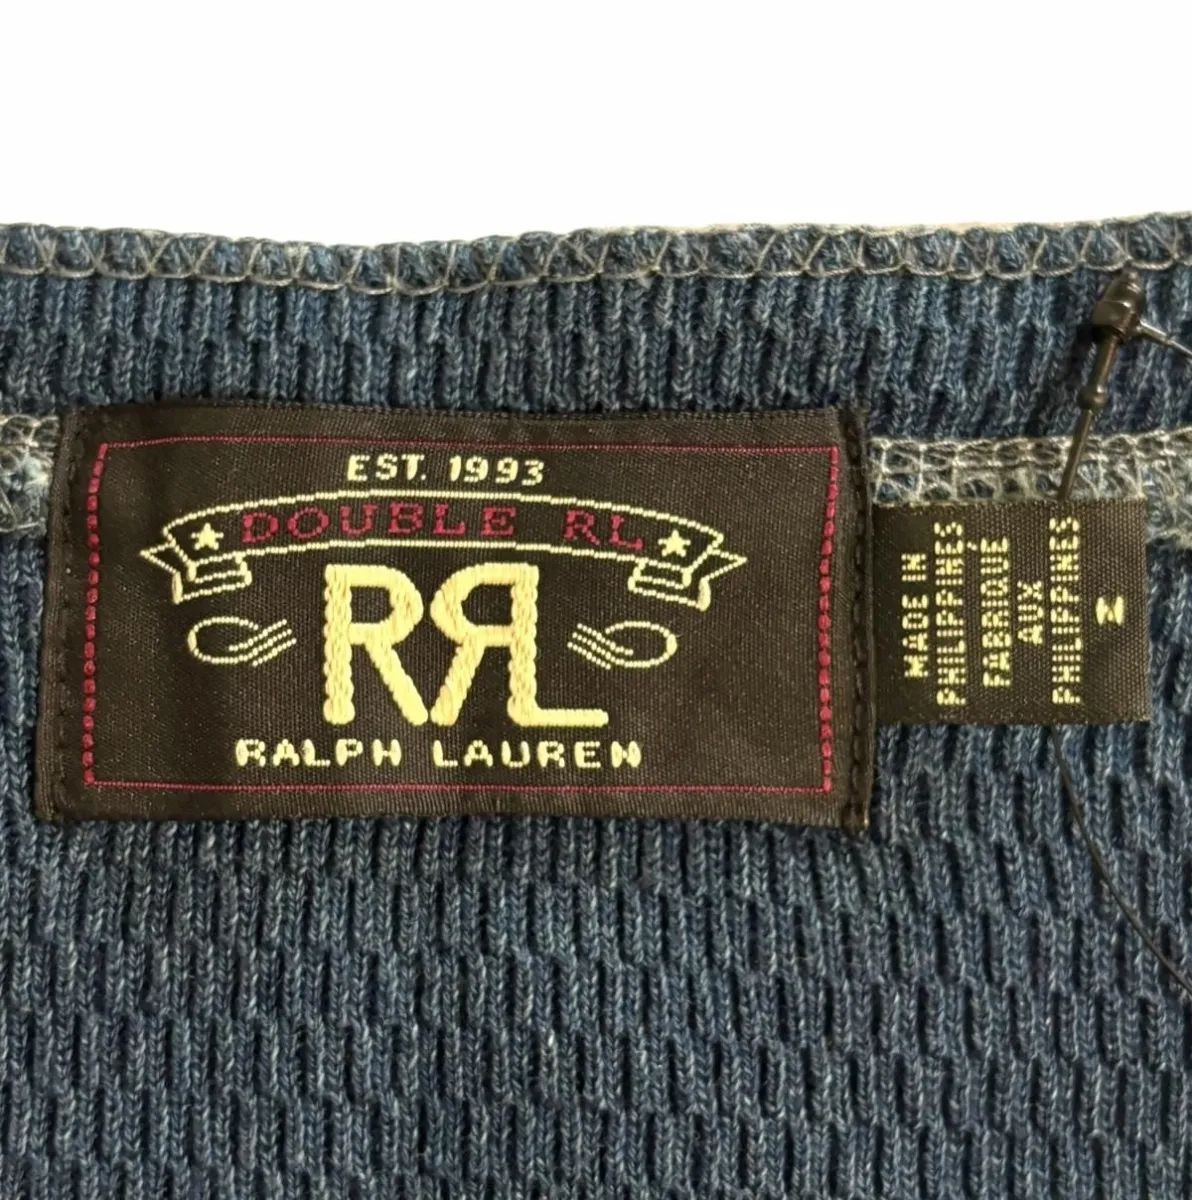 EST. 1993
DOUBLE RL
RRL
RALPH LAUREN
MADE IN
PHILIPPINES
FABRIQUÉ
AUX
PHILIPPINES
M